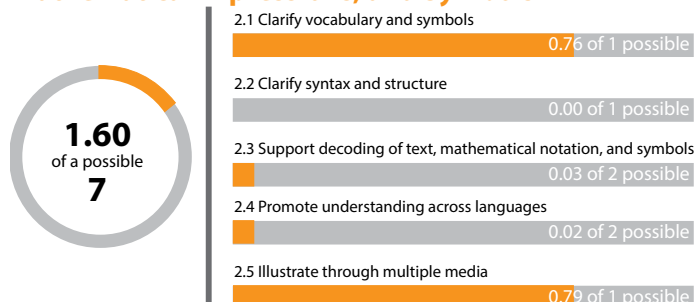 2.1 Clarify vocabulary and symbols
0.76 of 1 possible
2.2 Clarify syntax and structure
0.00 of 1 possible
1.60
of a possible
7
2.3 Support decoding of text, mathematical notation, and symbols
0.03 of 2 possible
2.4 Promote understanding across languages
0.02 of 2 possible
2.5 Illustrate through multiple media
0.79 of 1 possible